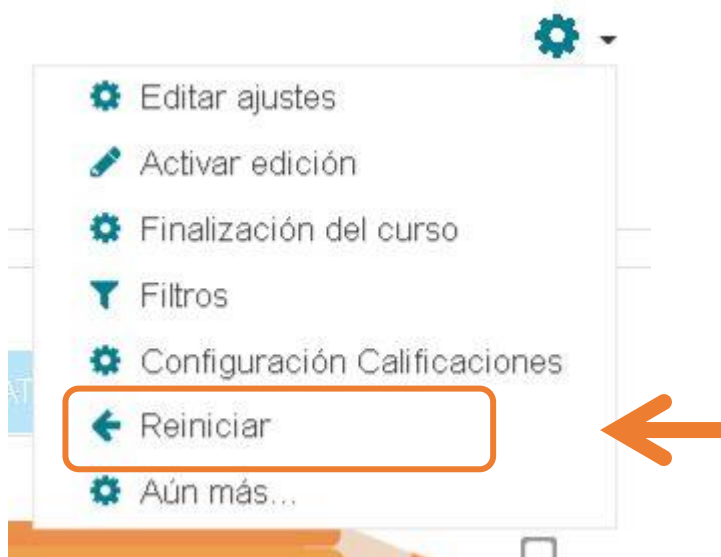 Editar ajustes
Activar edición
Finalización del curso
Filtros
Configuración Calificaciones
Reiniciar
Aún más...